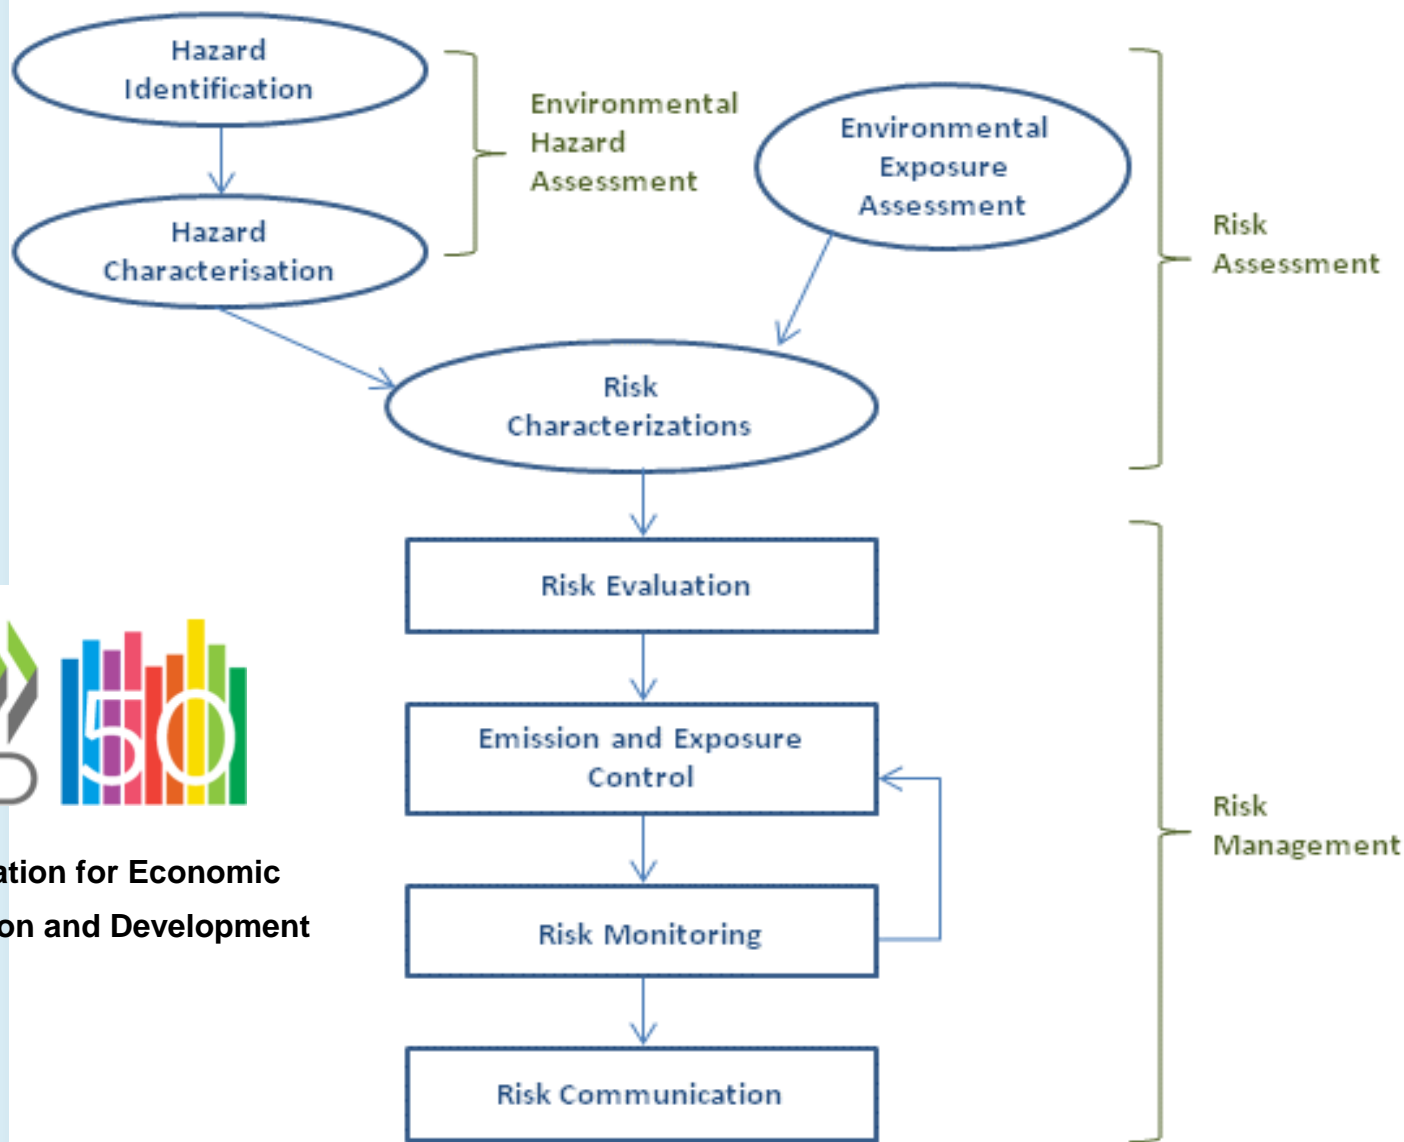 Hazard
Identification
Environmental
Hazard
Assessment
Environmental
Exposure
Assessment
Hazard
Characterisation
Risk
Assessment
Risk
Characterizations
Risk Evaluation
50
Emission and Exposure
Control
Risk
Management
ation for Economic
on and Development
Risk Monitoring
Risk Communication